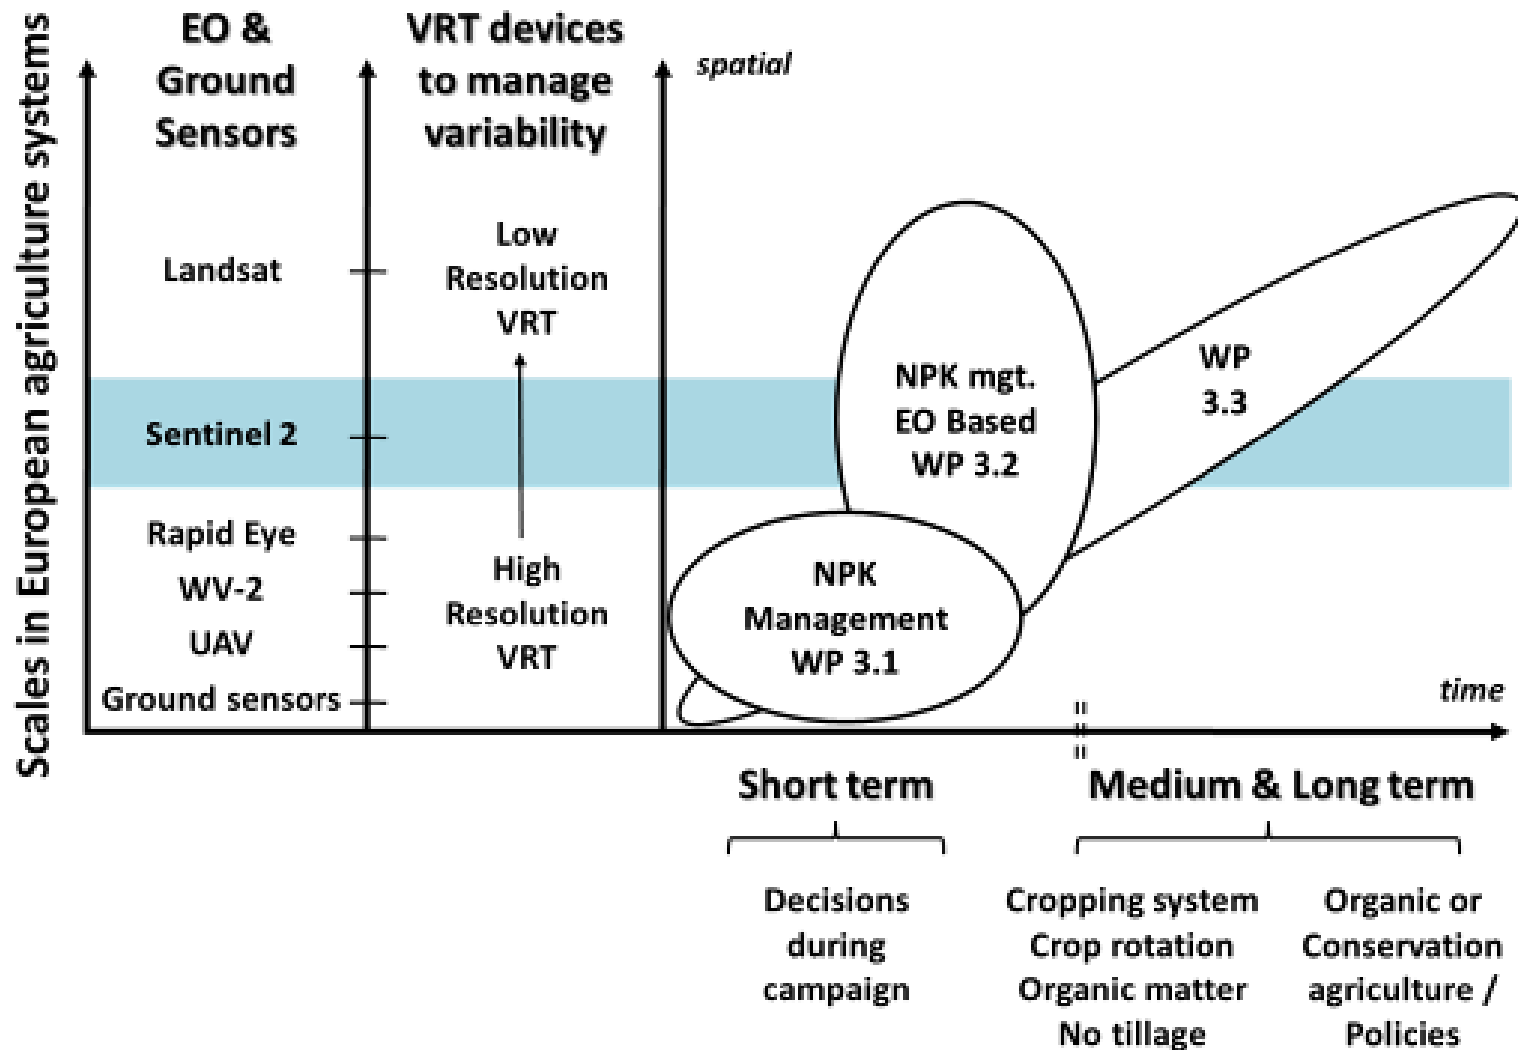 Scales in European agriculture systems
EO &
Ground
Sensors
VRT devices
to manage
variability
spatial
Landsat
Sentinel 2
Rapid Eye
WV-2
UAV
Ground sensors
Low
Resolution
VRT
High
Resolution
VRT
NPK mgt.
EO Based
WP 3.2
WP
3.3
NPK
Management
WP 3.1
time
Short term
Medium & Long term
Decisions
during
campaign
Cropping system
Crop rotation
Organic matter
No tillage
Organic or
Conservation
agriculture /
Policies